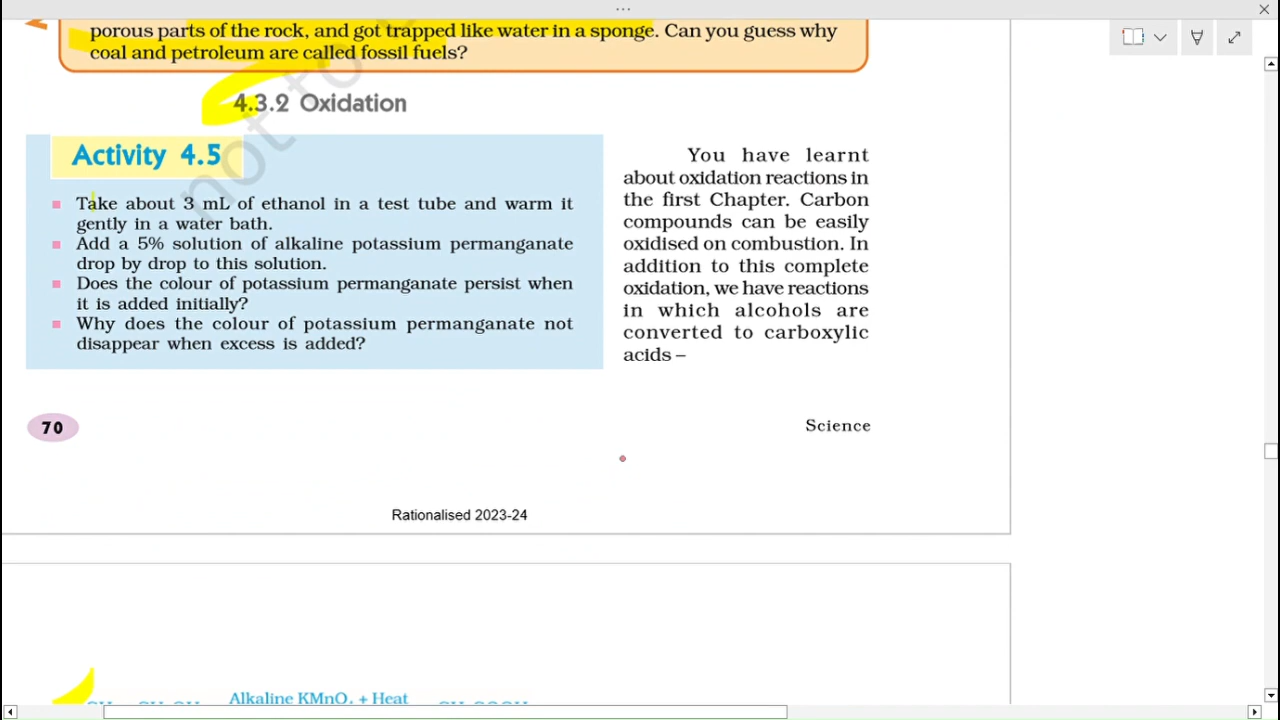 porous parts of the rock, and got trapped like water in a sponge. Can you guess why
coal and petroleum are called fossil fuels?
4.3.2 Oxidation
Activity 4.5
Take about 3 mL of ethanol in a test tube and warm it
gently in a water bath.
Add a 5% solution of alkaline potassium permanganate
drop by drop to this solution.
Does the colour of potassium permanganate persist when
it is added initially?
Why does the colour of potassium permanganate not
disappear when excess is added?
You have learnt
about oxidation reactions in
the first Chapter. Carbon
compounds can be easily
oxidised on combustion. In
addition to this complete
oxidation, we have reactions
in which alcohols are
converted to carboxylic
acids –
not to
70
Science
Rationalised 2023-24
Alkaline KMnO₄ + Heat